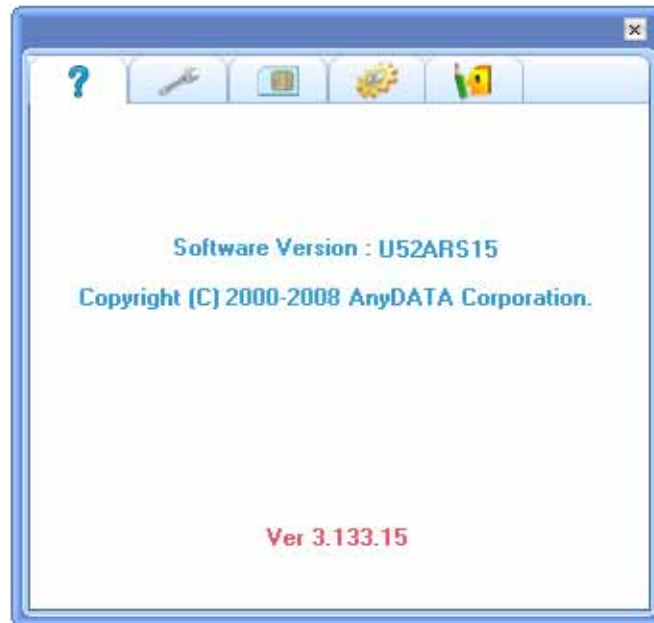 Software Version : U52ARS15
Copyright (C) 2000-2008 AnyDATA Corporation.
Ver 3.133.15